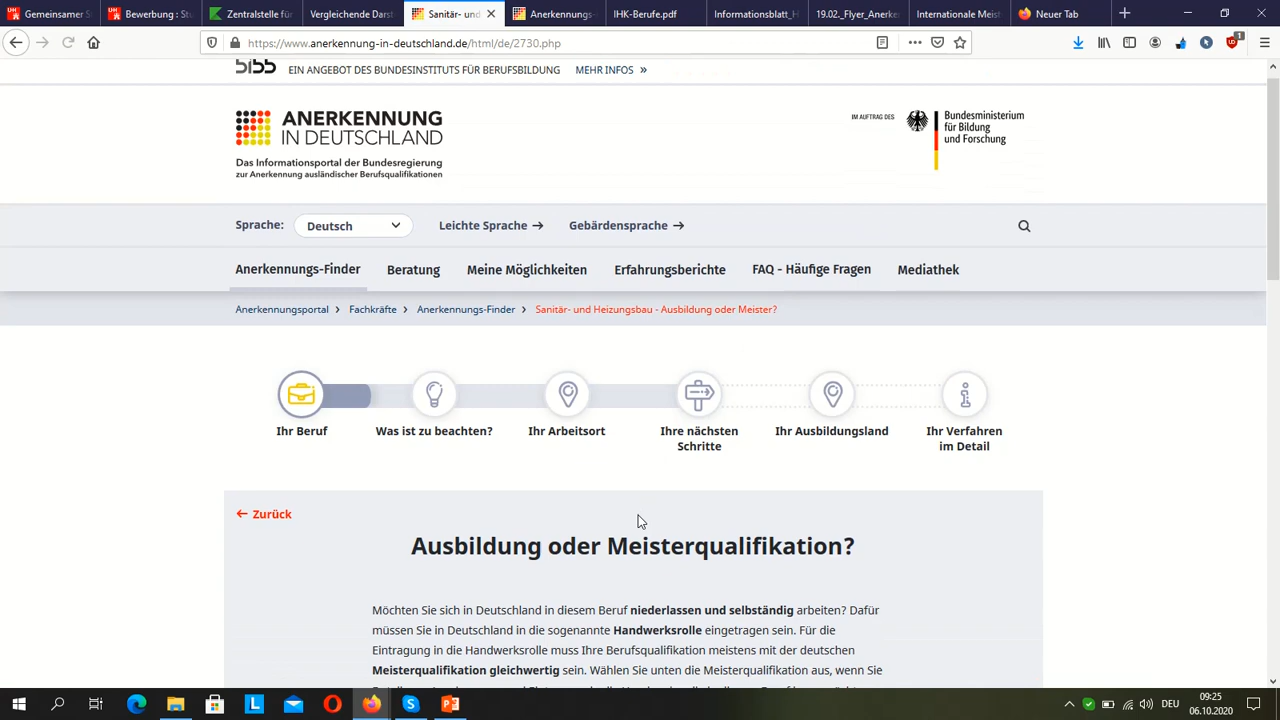 Gemeinsamer S
Bewerbung : Stu
Zentralstelle für
Vergleichende Darst
Sanitär- und
Anerkennungs-
IHK-Berufe.pdf
Informationsblatt_H
19.02._Flyer_Anerke
Internationale Meist
Neuer Tab
https://www.anerkennung-in-deutschland.de/html/de/2730.php
1
EIN ANGEBOT DES BUNDESINSTITUTS FÜR BERUFSBILDUNG MEHR INFOS »
ANERKENNUNG
IN DEUTSCHLAND
Das Informationsportal der Bundesregierung
zur Anerkennung ausländischer Berufsqualifikationen
IM AUFTRAG DES
Bundesministerium
für Bildung
und Forschung
Sprache: Deutsch Leichte Sprache → Gebärdensprache →
Anerkennungs-Finder Beratung Meine Möglichkeiten Erfahrungsberichte FAQ - Häufige Fragen Mediathek
Anerkennungsportal > Fachkräfte > Anerkennungs-Finder > Sanitär- und Heizungsbau - Ausbildung oder Meister?
Ihr Beruf
Was ist zu beachten?
Ihr Arbeitsort
Ihre nächsten
Schritte
Ihr Ausbildungsland
Ihr Verfahren
im Detail
← Zurück
Ausbildung oder Meisterqualifikation?
Möchten Sie sich in Deutschland in diesem Beruf niederlassen und selbständig arbeiten? Dafür
müssen Sie in Deutschland in die sogenannte Handwerksrolle eingetragen sein. Für die
Eintragung in die Handwerksrolle muss Ihre Berufsqualifikation meistens mit der deutschen
Meisterqualifikation gleichwertig sein. Wählen Sie unten die Meisterqualifikation aus, wenn Sie
DEU
09:25
06.10.2020